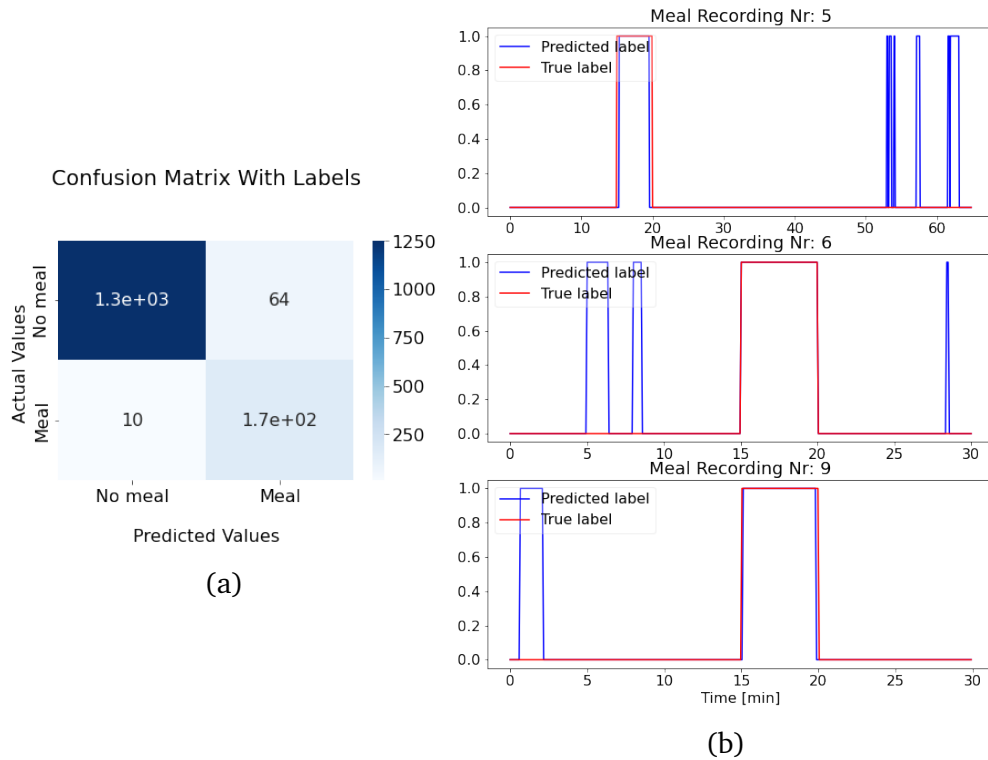 (a)
Confusion Matrix With Labels
Actual Values
No meal
Meal
1.3e+03
64
10
1.7e+02
1250
1000
750
500
250
No meal
Meal
Predicted Values
(b)
Meal Recording Nr: 5
Predicted label
True label
1.0
0.8
0.6
0.4
0.2
0.0
0 10 20 30 40 50 60
Meal Recording Nr: 6
Predicted label
True label
1.0
0.8
0.6
0.4
0.2
0.0
0 5 10 15 20 25 30
Meal Recording Nr: 9
Predicted label
True label
1.0
0.8
0.6
0.4
0.2
0.0
0 5 10 15 20 25 30
Time [min]
(a)
(b)